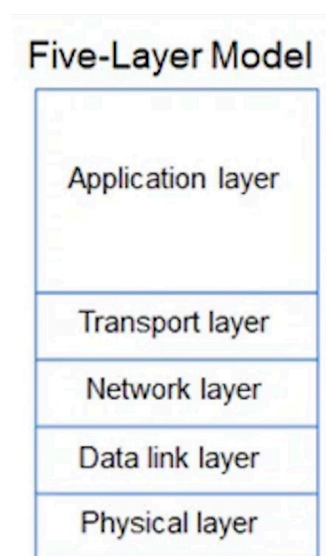 Five-Layer Model
Application layer
Transport layer
Network layer
Data link layer
Physical layer